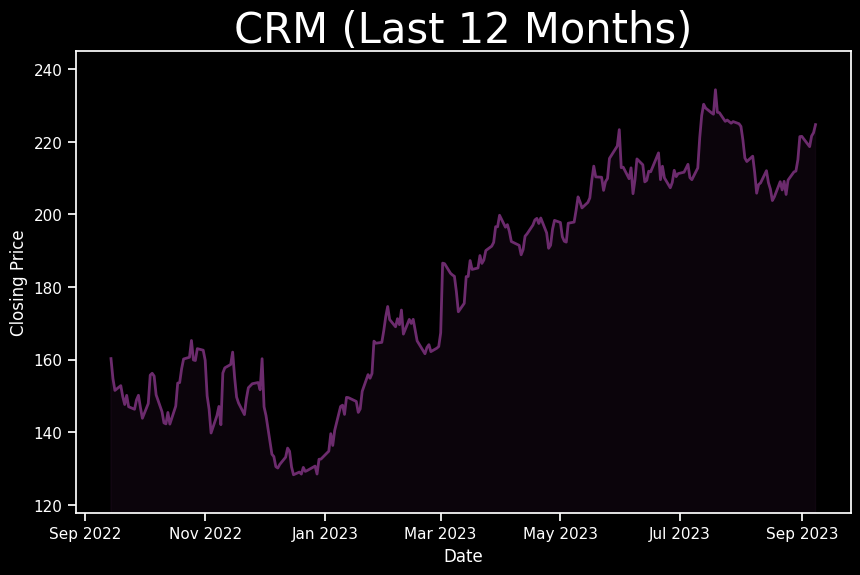 CRM (Last 12 Months)
240
220
200
180
160
140
120
Closing Price
Sep 2022 Nov 2022 Jan 2023 Mar 2023 May 2023 Jul 2023 Sep 2023
Date